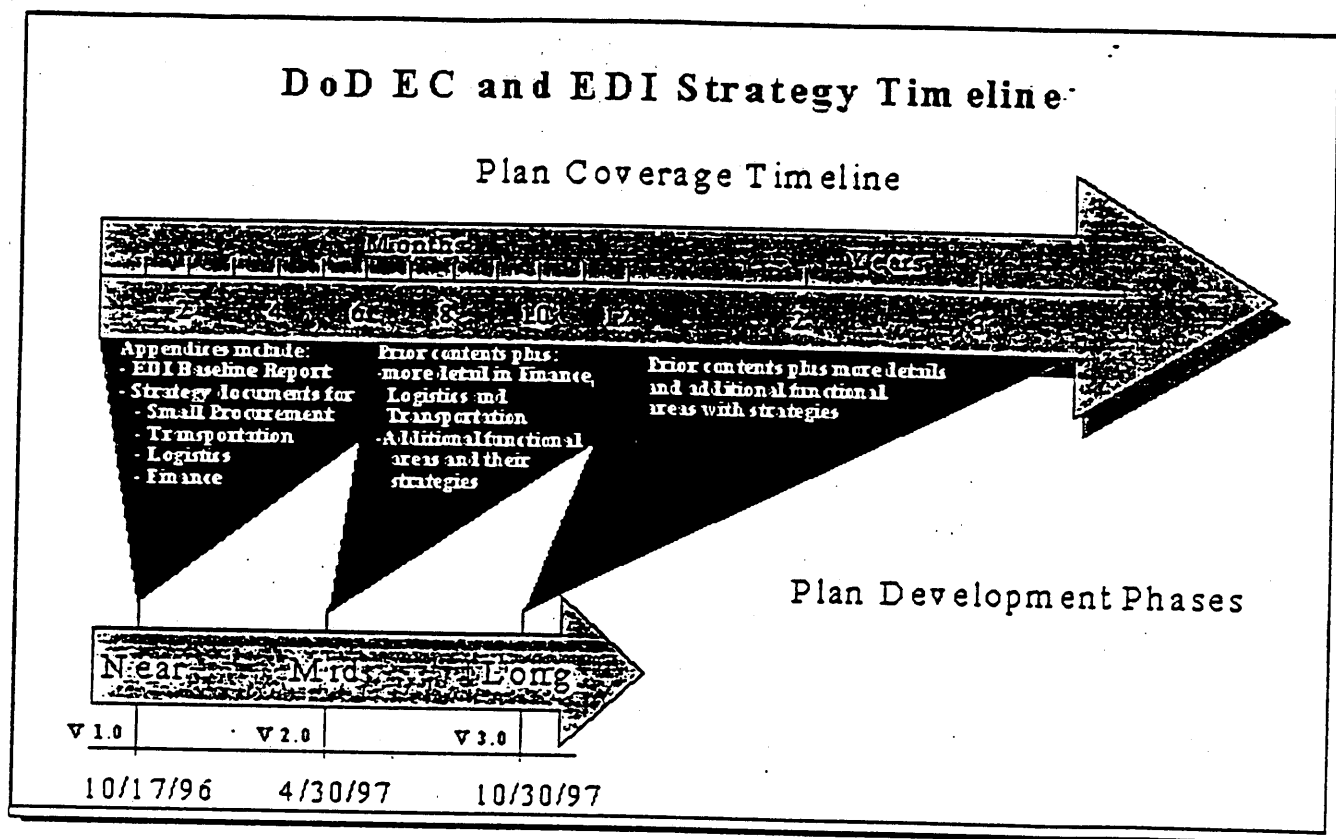 DoD EC and EDI Strategy Timeline
Plan Coverage Timeline
Months
Years
2 4 6 8 10 12 2 3
Appendices include:
- EDI Baseline Report
- Strategy documents for
- Small Procurement
- Transportation
- Logistics
- Finance
Prior contents plus:
-more detail in Finance,
Logistics and
Transportation
-Additional functional
areas and their
strategies
Prior contents plus more details
and additional functional
areas with strategies
Plan Development Phases
Near Mid Long
V 1.0 V 2.0 V 3.0
10/17/96 4/30/97 10/30/97